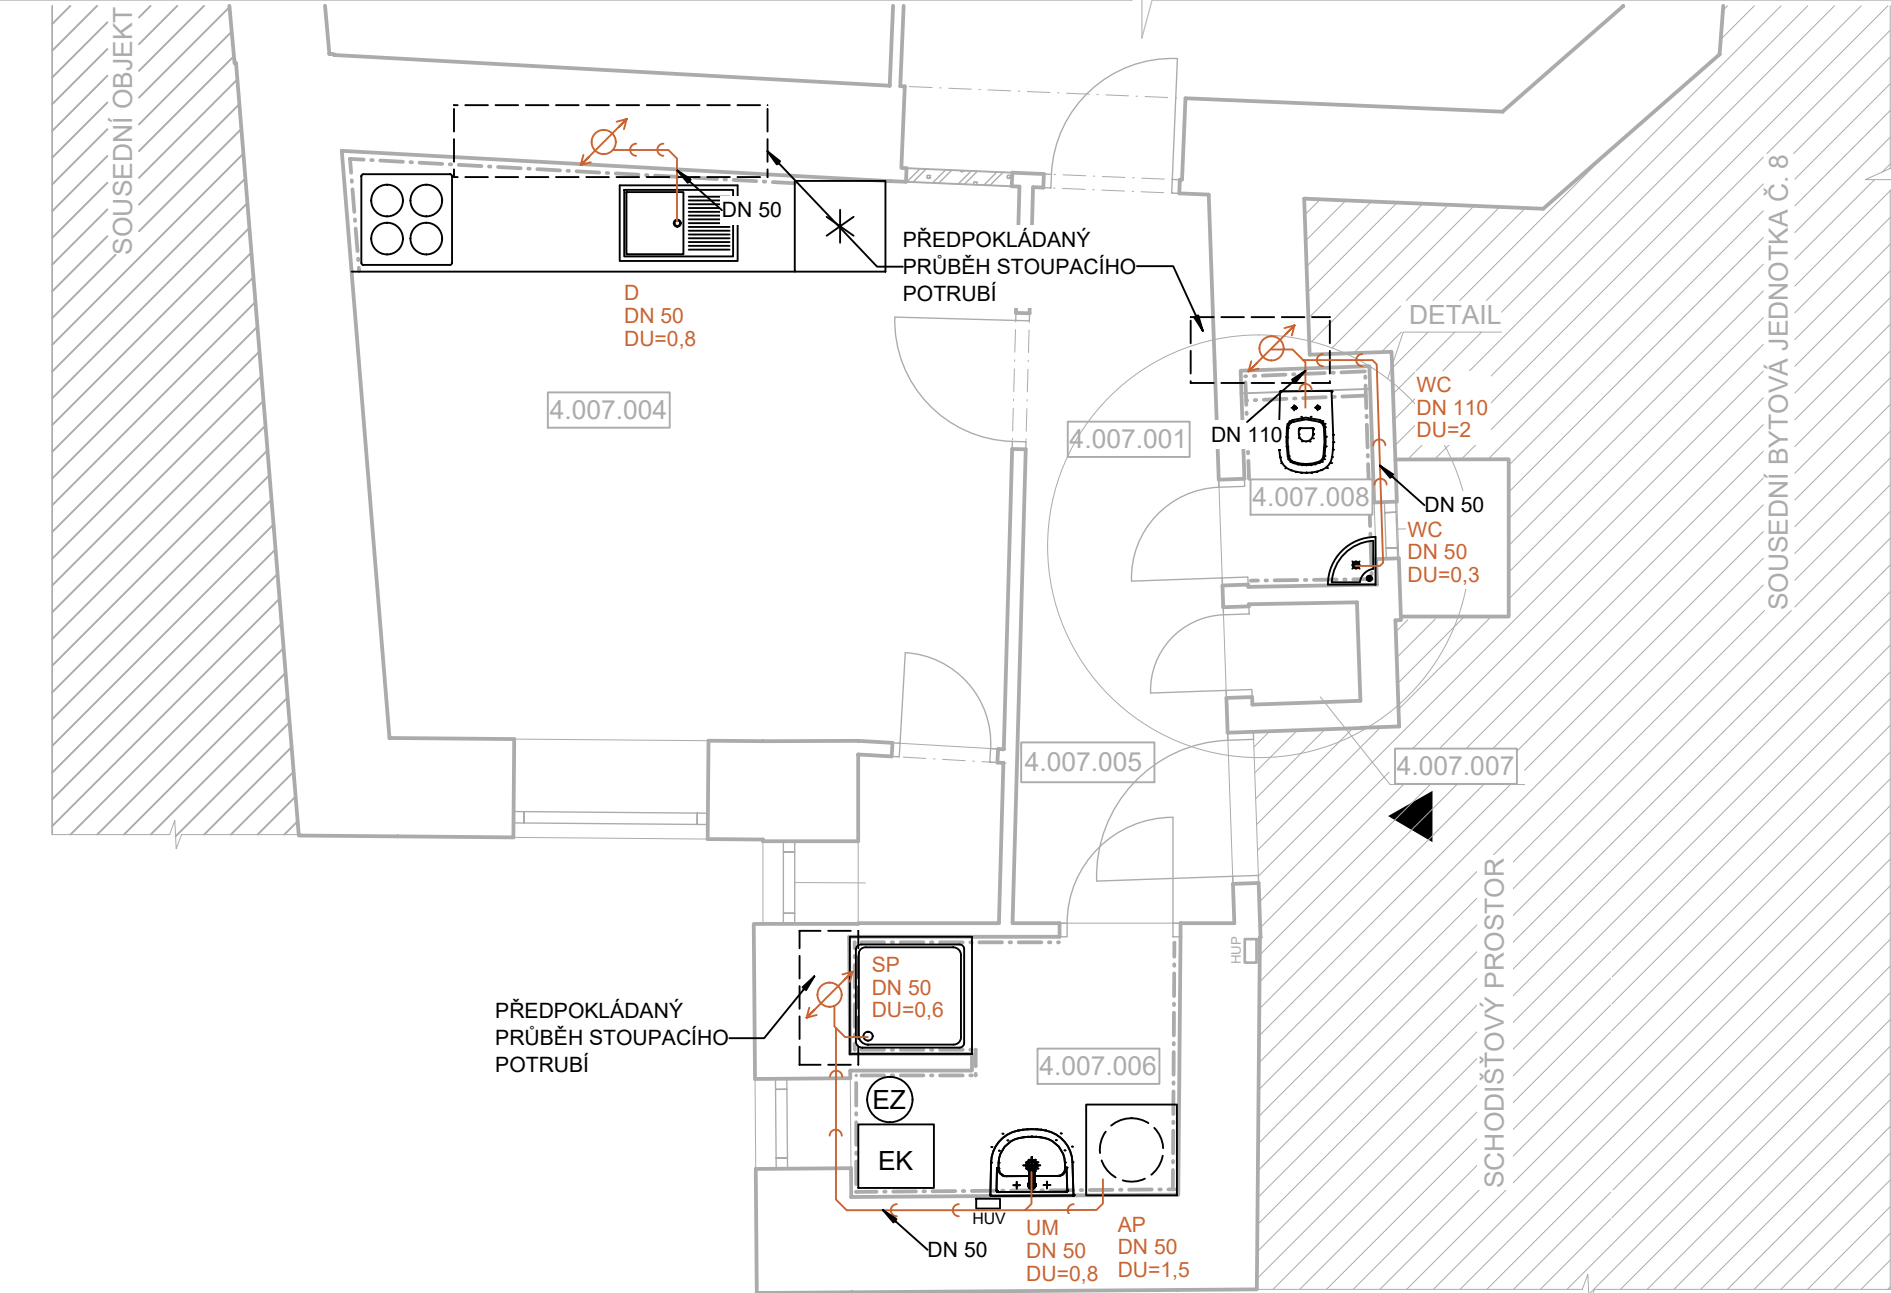 SOUSEDNÍ OBJEKT
DN 50
PŘEDPOKLÁDANÝ
PRŮBĚH STOUPACÍHO
POTRUBÍ
D
DN 50
DU=0,8
4.007.004
DETAIL
SOUSEDNÍ BYTOVÁ JEDNOTKA Č. 8
WC
DN 110
DU=2
4.007.001
DN 110
4.007.008
DN 50
WC
DN 50
DU=0,3
4.007.005
4.007.007
SCHODIŠŤOVÝ PROSTOR
HUP
SP
DN 50
DU=0,6
PŘEDPOKLÁDANÝ
PRŮBĚH STOUPACÍHO
POTRUBÍ
4.007.006
EZ
EK
HUV
DN 50
UM
DN 50
DU=0,8
AP
DN 50
DU=1,5